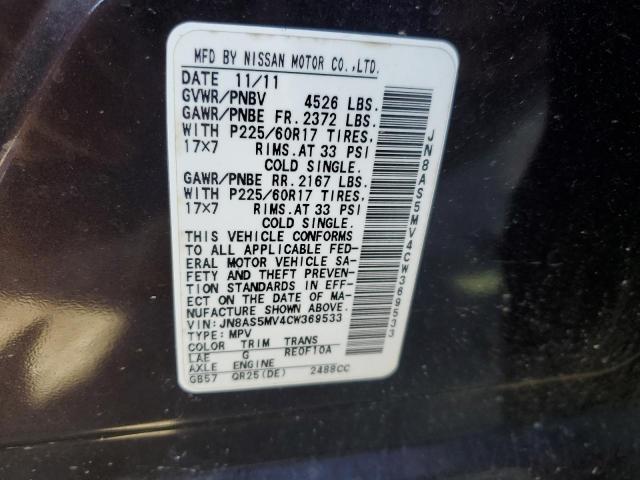 MFD BY NISSAN MOTOR CO.,LTD.
DATE 11/11
GVWR/PNBV 4526 LBS.
GAWR/PNBE FR.2372 LBS.
WITH P225/60R17 TIRES.
17×7 RIMS.AT 33 PSI
COLD SINGLE.
GAWR/PNBE RR.2167 LBS.
WITH P225/60R17 TIRES.
17×7 RIMS.AT 33 PSI
COLD SINGLE.
THIS VEHICLE CONFORMS
TO ALL APPLICABLE FED-
ERAL MOTOR VEHICLE SA-
FETY AND THEFT PREVEN-
TION STANDARDS IN EFF-
ECT ON THE DATE OF MA-
NUFACTURE SHOWN ABOVE.
VIN:JN8AS5MV4CW369533
TYPE:MPV
COLOR TRIM TRANS
LAE G RE0F10A
AXLE ENGINE
GB57 QR25(DE) 2488CC
JN8AS5MV4CW369533